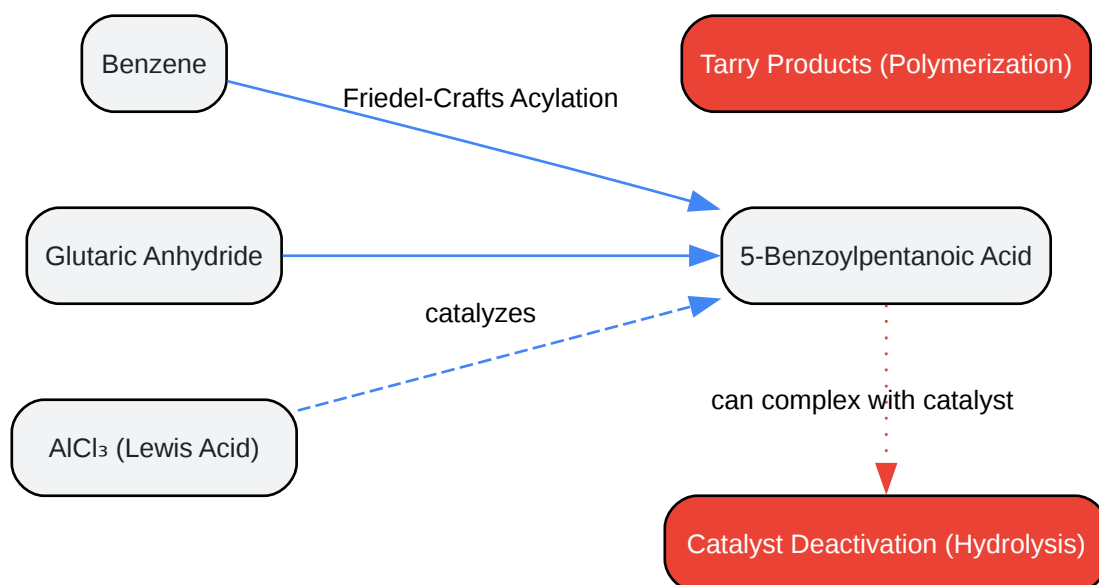 Benzene
Tarry Products (Polymerization)
Friedel-Crafts Acylation
Glutaric Anhydride
5-Benzoylpentanoic Acid
catalyzes
can complex with catalyst
AlCl₃ (Lewis Acid)
Catalyst Deactivation (Hydrolysis)